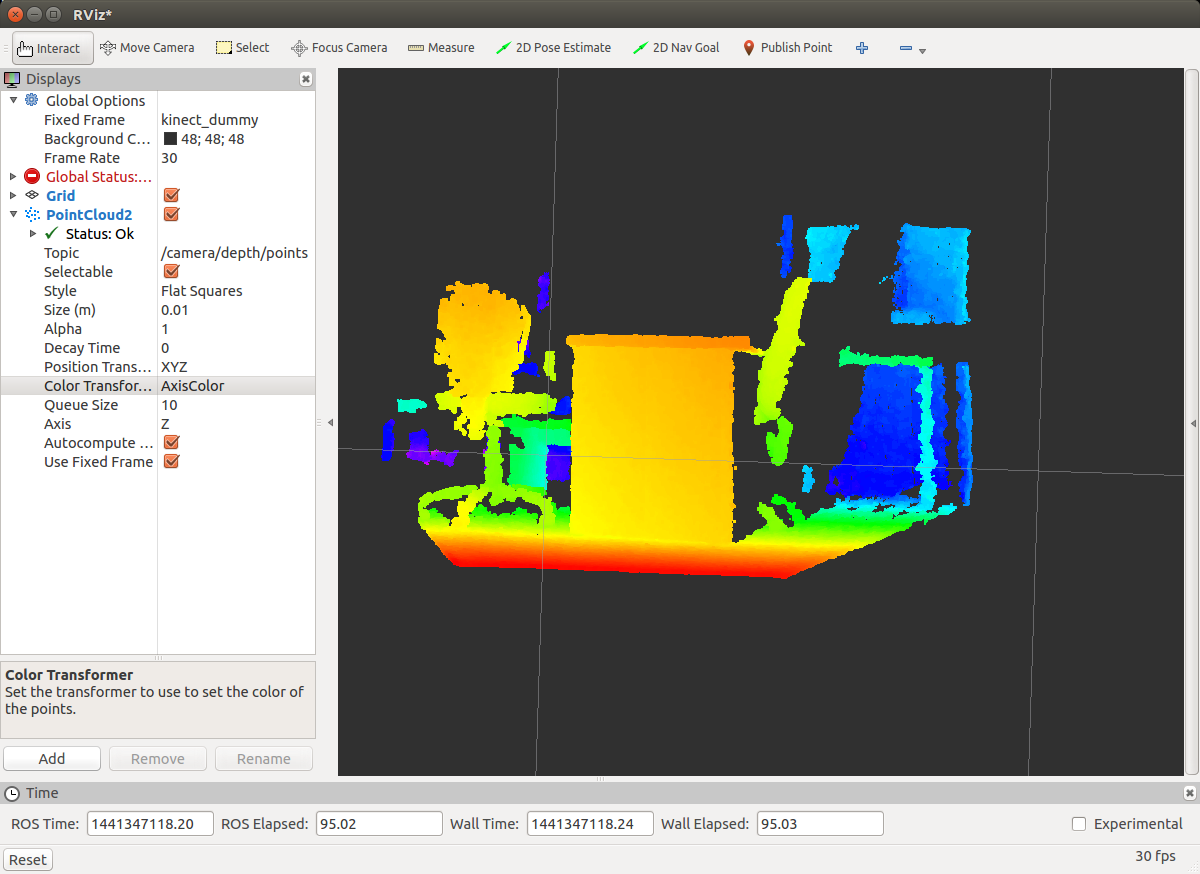 RViz*
Interact Move Camera Select Focus Camera Measure 2D Pose Estimate 2D Nav Goal Publish Point
Displays
Global Options
Fixed Frame kinect_dummy
Background C... 48; 48; 48
Frame Rate 30
Global Status:...
Grid
PointCloud2
Status: Ok
Topic /camera/depth/points
Selectable
Style Flat Squares
Size (m) 0.01
Alpha 1
Decay Time 0
Position Trans... XYZ
Color Transfor... AxisColor
Queue Size 10
Axis Z
Autocompute ...
Use Fixed Frame
Color Transformer
Set the transformer to use to set the color of
the points.
Add Remove Rename
Time
ROS Time: 1441347118.20 ROS Elapsed: 95.02 Wall Time: 1441347118.24 Wall Elapsed: 95.03 Experimental
Reset 30 fps